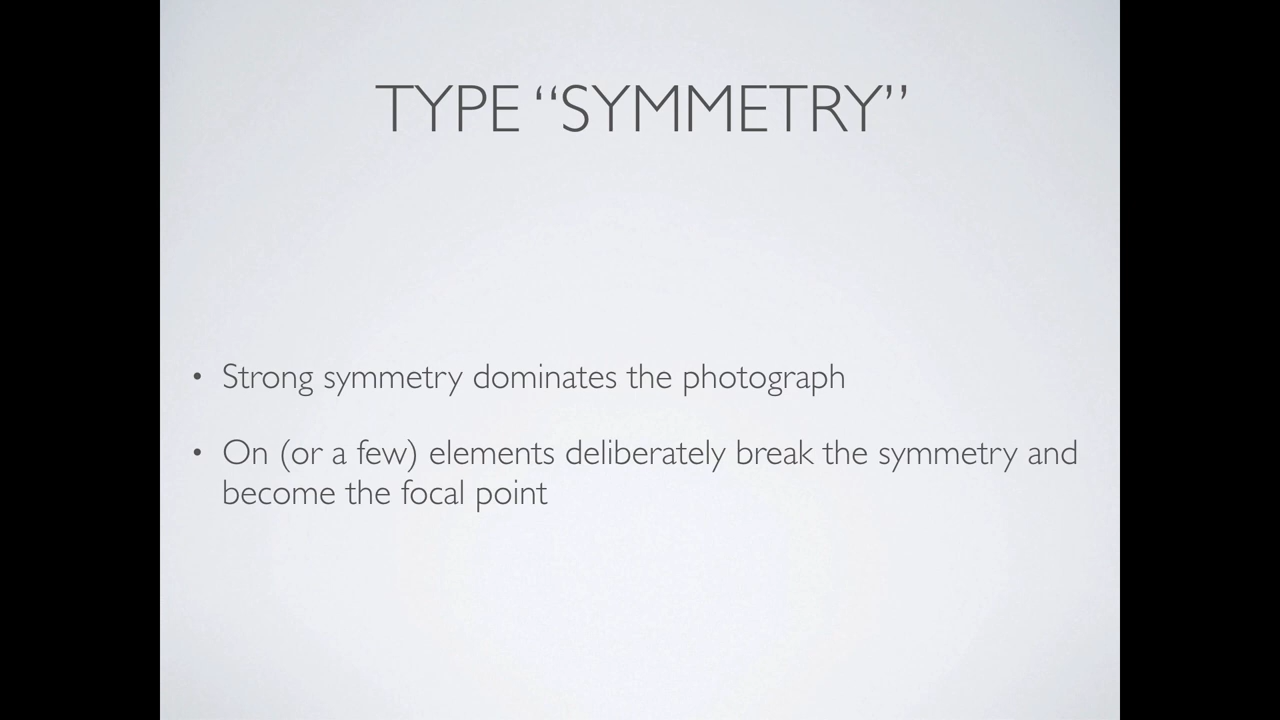 TYPE “SYMMETRY”
• Strong symmetry dominates the photograph
• On (or a few) elements deliberately break the symmetry and
become the focal point